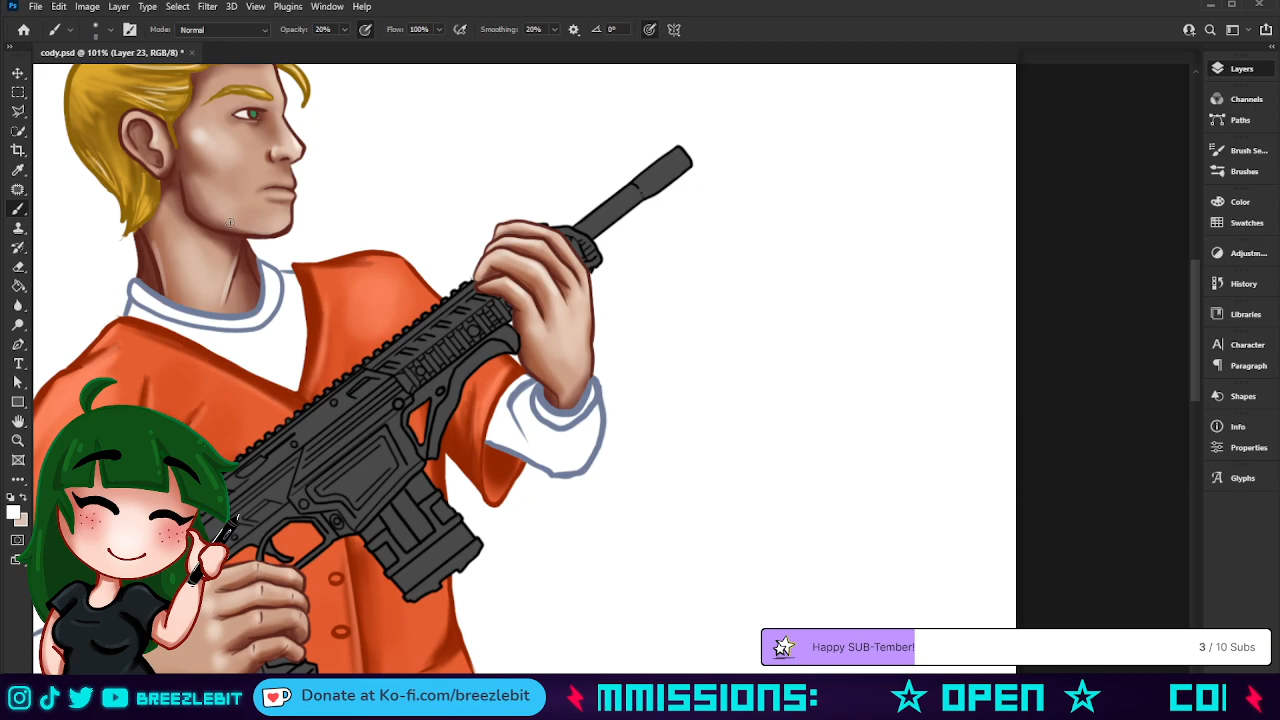 Ps File Edit Image Layer Type Select Filter 3D View Plugins Window Help
8 Mode: Normal Opacity: 20% Flow: 100% Smoothing: 20% 0°
cody.psd @ 101% (Layer 23, RGB/8) * ×
Layers
Channels
Paths
Brush Se...
Brushes
Color
Swatches
Adjustm...
History
Libraries
Character
Paragraph
Shapes
Info
Properties
Glyphs
Happy SUB-Tember! 3 / 10 Subs
BREEZLEBIT Donate at Ko-fi.com/breezlebit MMISSIONS: OPEN CO